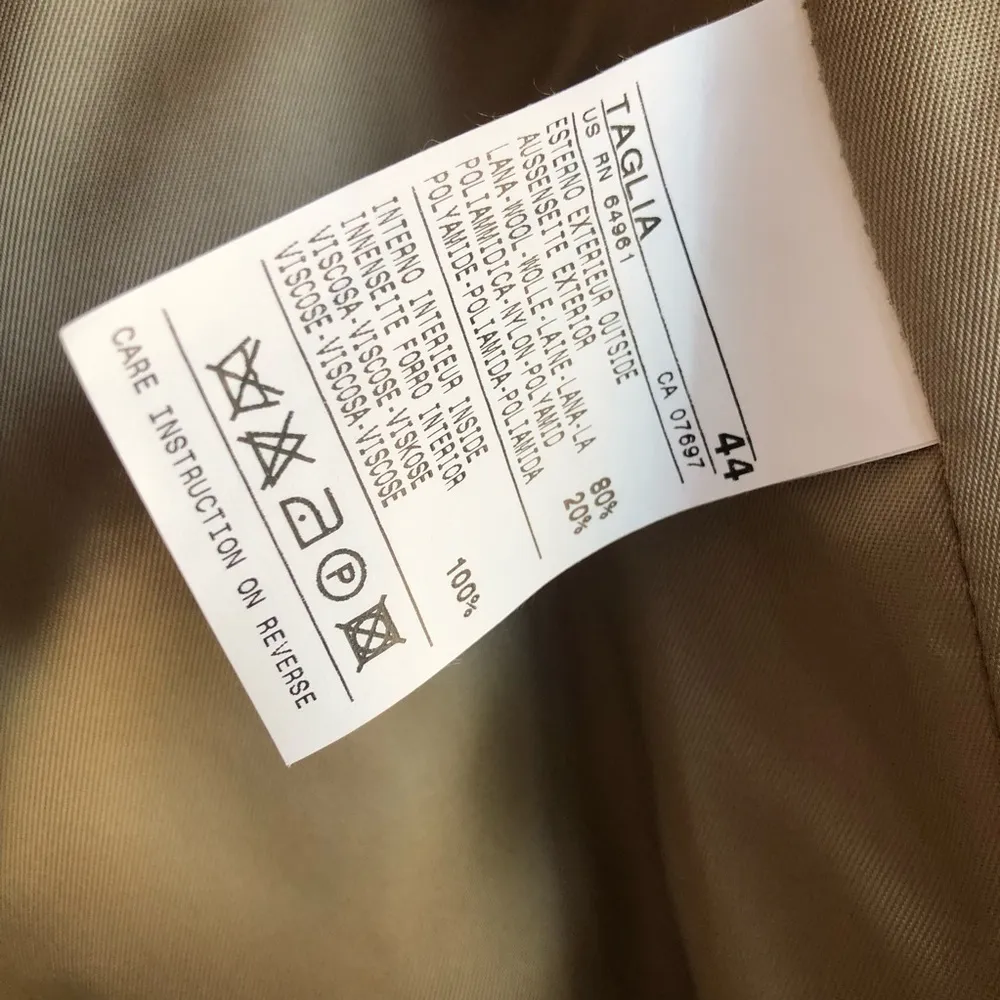 TAGLIA 44
US RN 64961 CA 07697
ESTERNO EXTERIEUR OUTSIDE
AUSSENSEITE EXTERIOR
LANA-WOOL-WOLLE-LAINE-LANA-LA 80%
POLIAMMIDICA-NYLON-POLYAMID 20%
POLYAMIDE-POLIAMIDA-POLIAMIDA
INTERNO INTERIEUR INSIDE
INNENSEITE FORRO INTERIOR
VISCOSA-VISCOSE-VISKOSE 100%
VISCOSE-VISCOSA-VISCOSE
P
CARE INSTRUCTION ON REVERSE